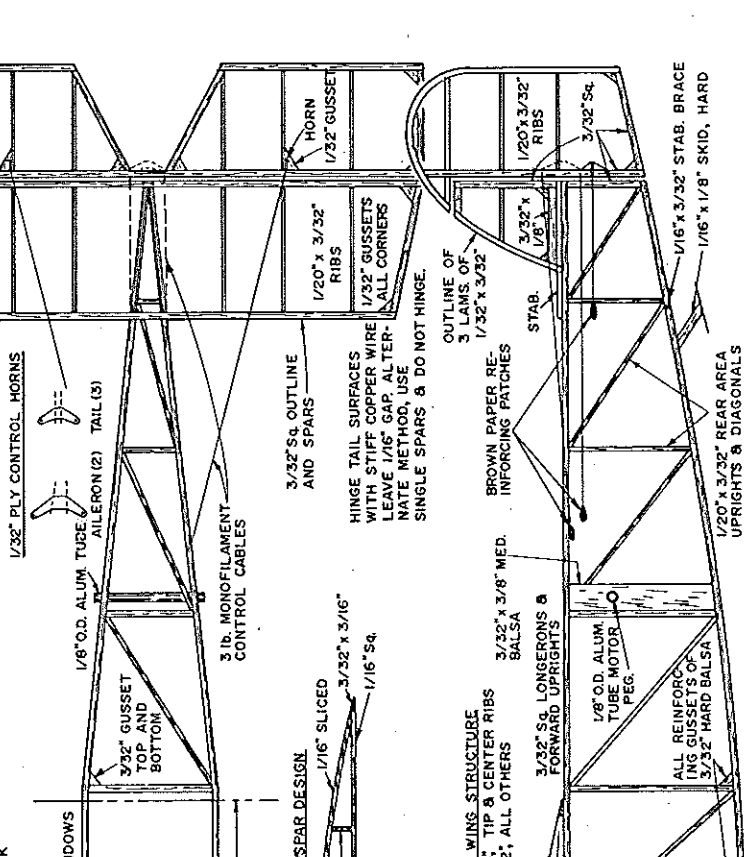 HORN
1/32" GUSSET
1/20" x 3/32"
RIBS
1/32" GUSSETS
ALL CORNERS
1/20" x 3/32"
RIBS
3/32" Sq.
3/32" x
1/8"
1/16" x 3/32" STAB. BRACE
1/16" x 1/8" SKID, HARD
OUTLINE OF
3 LAMS. OF
1/32" x 3/32"
STAB.
1/32" PLY CONTROL HORNS
AILERON (2) TAIL (3)
3/32" Sq. OUTLINE
AND SPARS
HINGE TAIL SURFACES
WITH STIFF COPPER WIRE
LEAVE 1/16" GAP. ALTER-
NATE METHOD, USE
SINGLE SPARS & DO NOT HINGE.
BROWN PAPER RE-
INFORCING PATCHES
1/20" x 3/32" REAR AREA
UPRIGHTS & DIAGONALS
1/8" O.D. ALUM. TUBE
3 lb. MONOFILAMENT
CONTROL CABLES
3/32" x 3/8" MED.
BALSA
3/32" GUSSET
TOP AND
BOTTOM
1/16" SLICED
3/32" x 3/16"
1/16" Sq.
SPAR DESIGN
WING STRUCTURE
TIP & CENTER RIBS
ALL OTHERS
3/32" Sq. LONGERONS &
FORWARD UPRIGHTS
1/8" O.D. ALUM.
TUBE MOTOR
PEG.
ALL REINFORC-
ING GUSSETS OF
3/32" HARD BALSA
DOWS
K